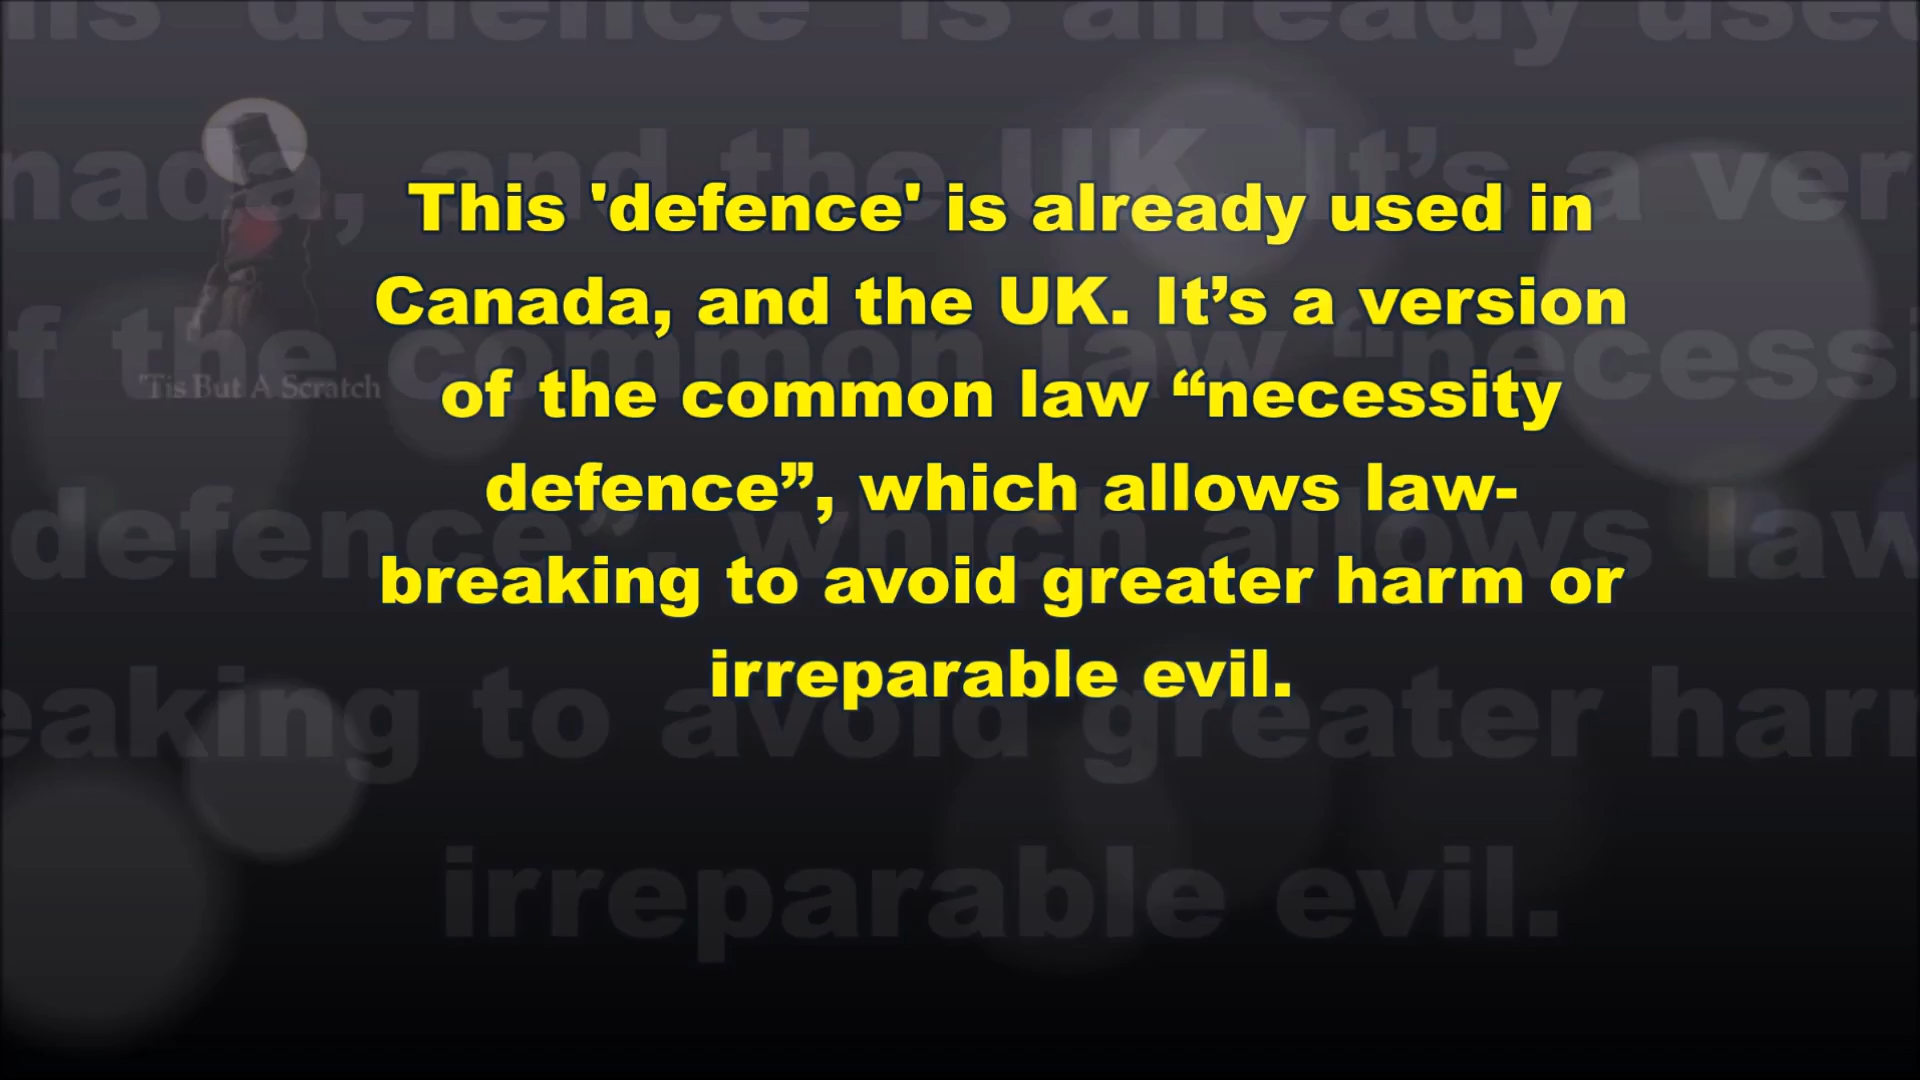 This 'defence' is already used in
Canada, and the UK. It’s a version
of the common law “necessity
defence”, which allows law-
breaking to avoid greater harm or
irreparable evil.
'Tis But A Scratch